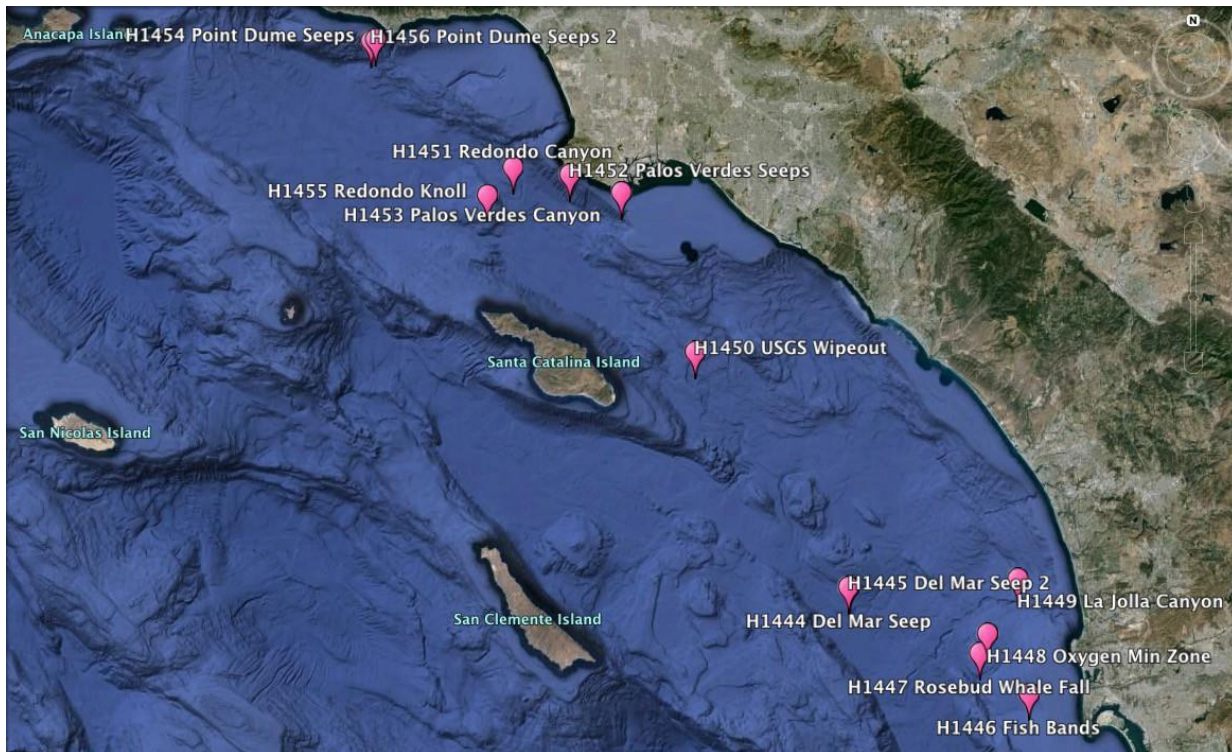 Anacapa Island
H1454 Point Dume Seeps
H1456 Point Dume Seeps 2
N
H1451 Redondo Canyon
H1452 Palos Verdes Seeps
H1455 Redondo Knoll
H1453 Palos Verdes Canyon
H1450 USGS Wipeout
Santa Catalina Island
San Nicolas Island
H1445 Del Mar Seep 2
H1449 La Jolla Canyon
San Clemente Island
H1444 Del Mar Seep
H1448 Oxygen Min Zone
H1447 Rosebud Whale Fall
H1446 Fish Bands